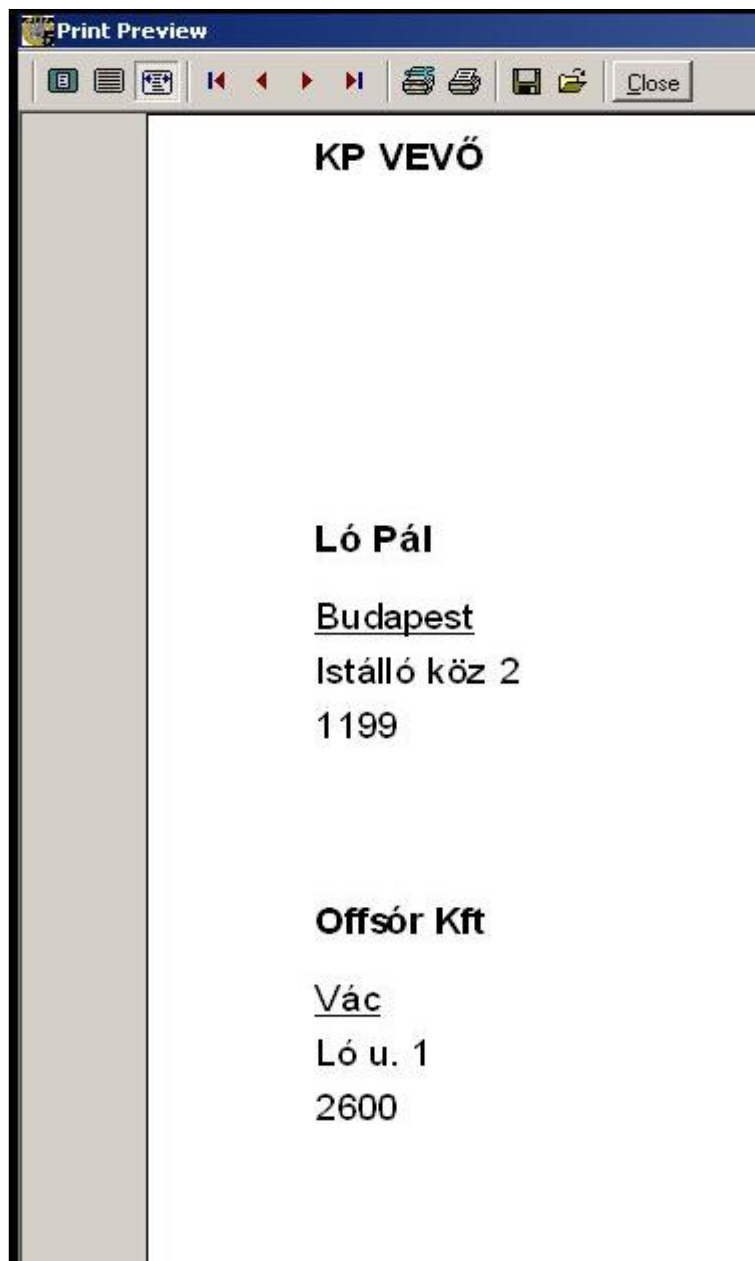 Print Preview
Close
KP VEVŐ
Ló Pál
Budapest
Istálló köz 2
1199
Offsór Kft
Vác
Ló u. 1
2600